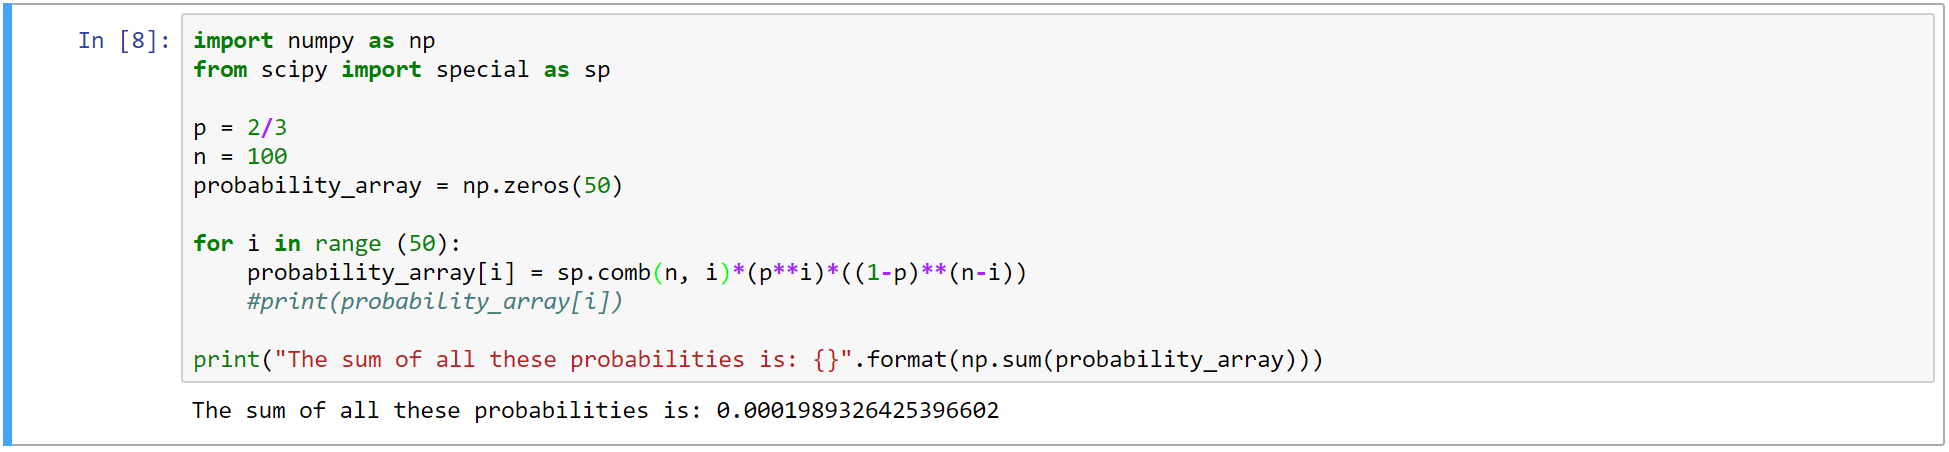 In [8]: import numpy as np
from scipy import special as sp
p = 2/3
n = 100
probability_array = np.zeros(50)
for i in range (50):
    probability_array[i] = sp.comb(n, i)*(p**i)*((1-p)**(n-i))
    #print(probability_array[i])
print("The sum of all these probabilities is: {}".format(np.sum(probability_array)))
The sum of all these probabilities is: 0.0001989326425396602